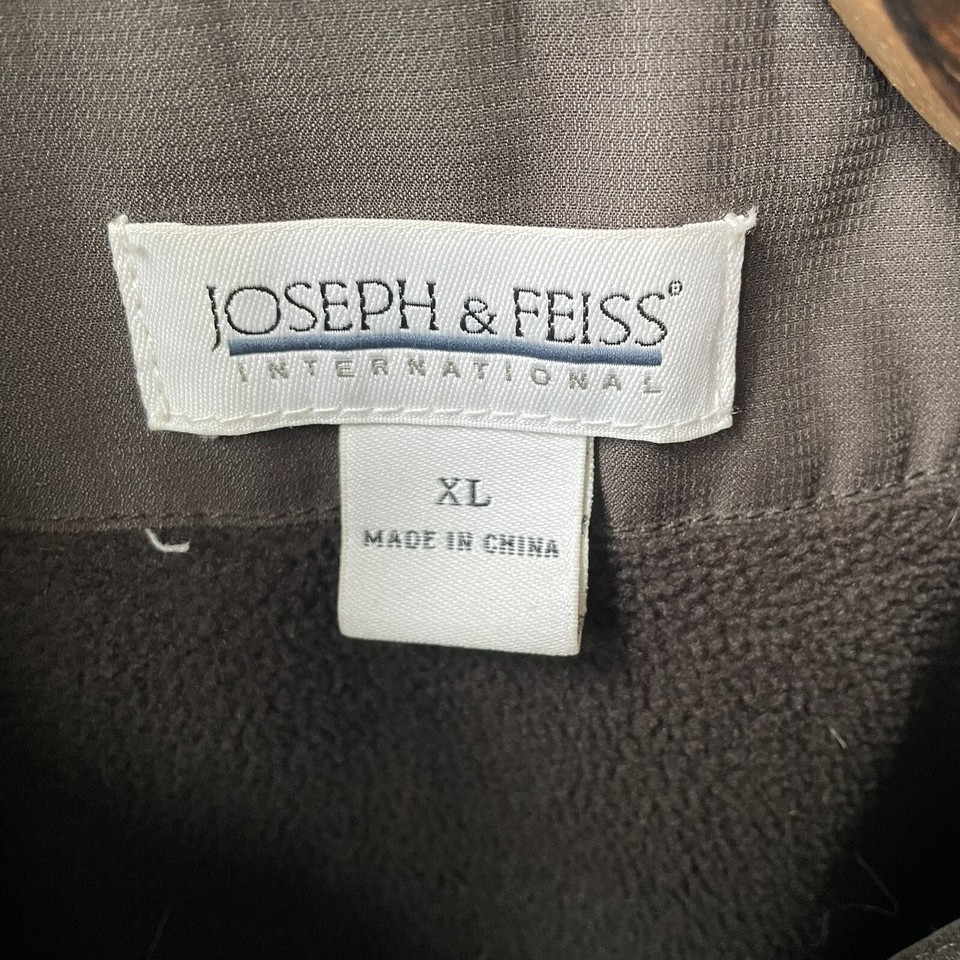 JOSEPH & FEISS®
INTERNATIONAL
XL
MADE IN CHINA